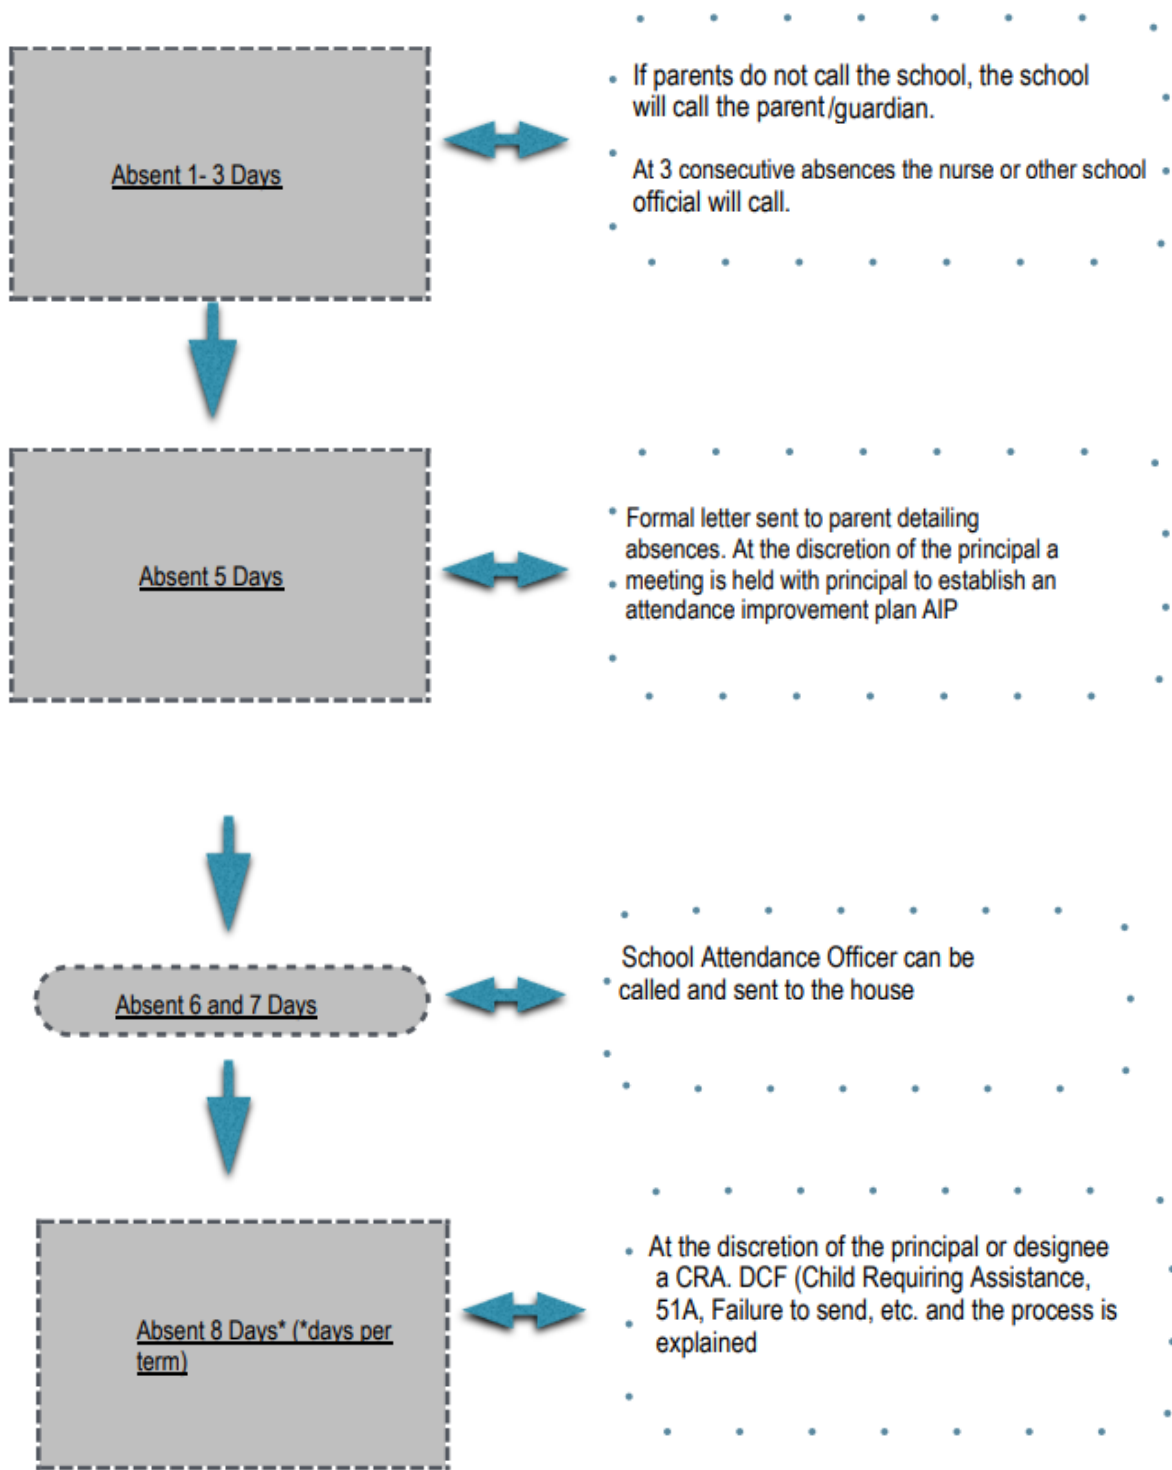 Absent 1- 3 Days
If parents do not call the school, the school
will call the parent/guardian.
At 3 consecutive absences the nurse or other school
official will call.
Absent 5 Days
Formal letter sent to parent detailing
absences. At the discretion of the principal a
meeting is held with principal to establish an
attendance improvement plan AIP
Absent 6 and 7 Days
School Attendance Officer can be
called and sent to the house
Absent 8 Days* (*days per
term)
At the discretion of the principal or designee
a CRA. DCF (Child Requiring Assistance,
51A, Failure to send, etc. and the process is
explained